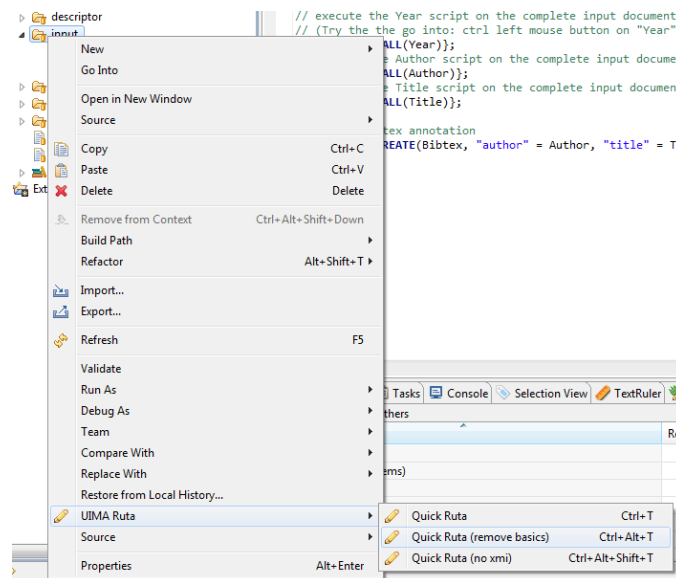 descriptor
// execute the Year script on the complete input document
input
// (Try the the go into: ctrl left mouse button on "Year"
New
ALL(Year)};
Go Into
Author script on the complete input docume
ALL(Author)};
Open in New Window
Title script on the complete input documen
ALL(Title)};
Source
tex annotation
Copy Ctrl+C
REATE(Bibtex, "author" = Author, "title" = T
Paste Ctrl+V
Delete Delete
Ext
Remove from Context Ctrl+Alt+Shift+Down
Build Path
Refactor Alt+Shift+T
Import...
Export...
Refresh F5
Validate
Run As
Tasks Console Selection View TextRuler
Debug As
thers
Team
Re
Compare With
Replace With
ems)
Restore from Local History...
UIMA Ruta
Quick Ruta Ctrl+T
Source
Quick Ruta (remove basics) Ctrl+Alt+T
Quick Ruta (no xmi) Ctrl+Alt+Shift+T
Properties Alt+Enter